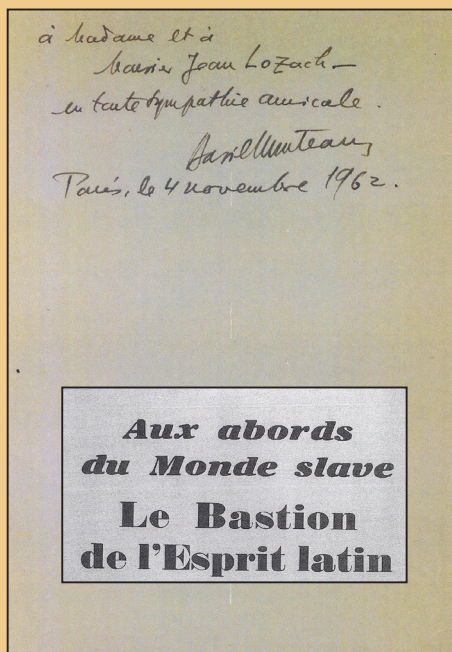 à Madame et à
Monsieur Jean Lozach —
en toute sympathie amicale.
Basil Munteanu
Paris, le 4 novembre 1962.
Aux abords
du Monde slave
Le Bastion
de l'Esprit latin